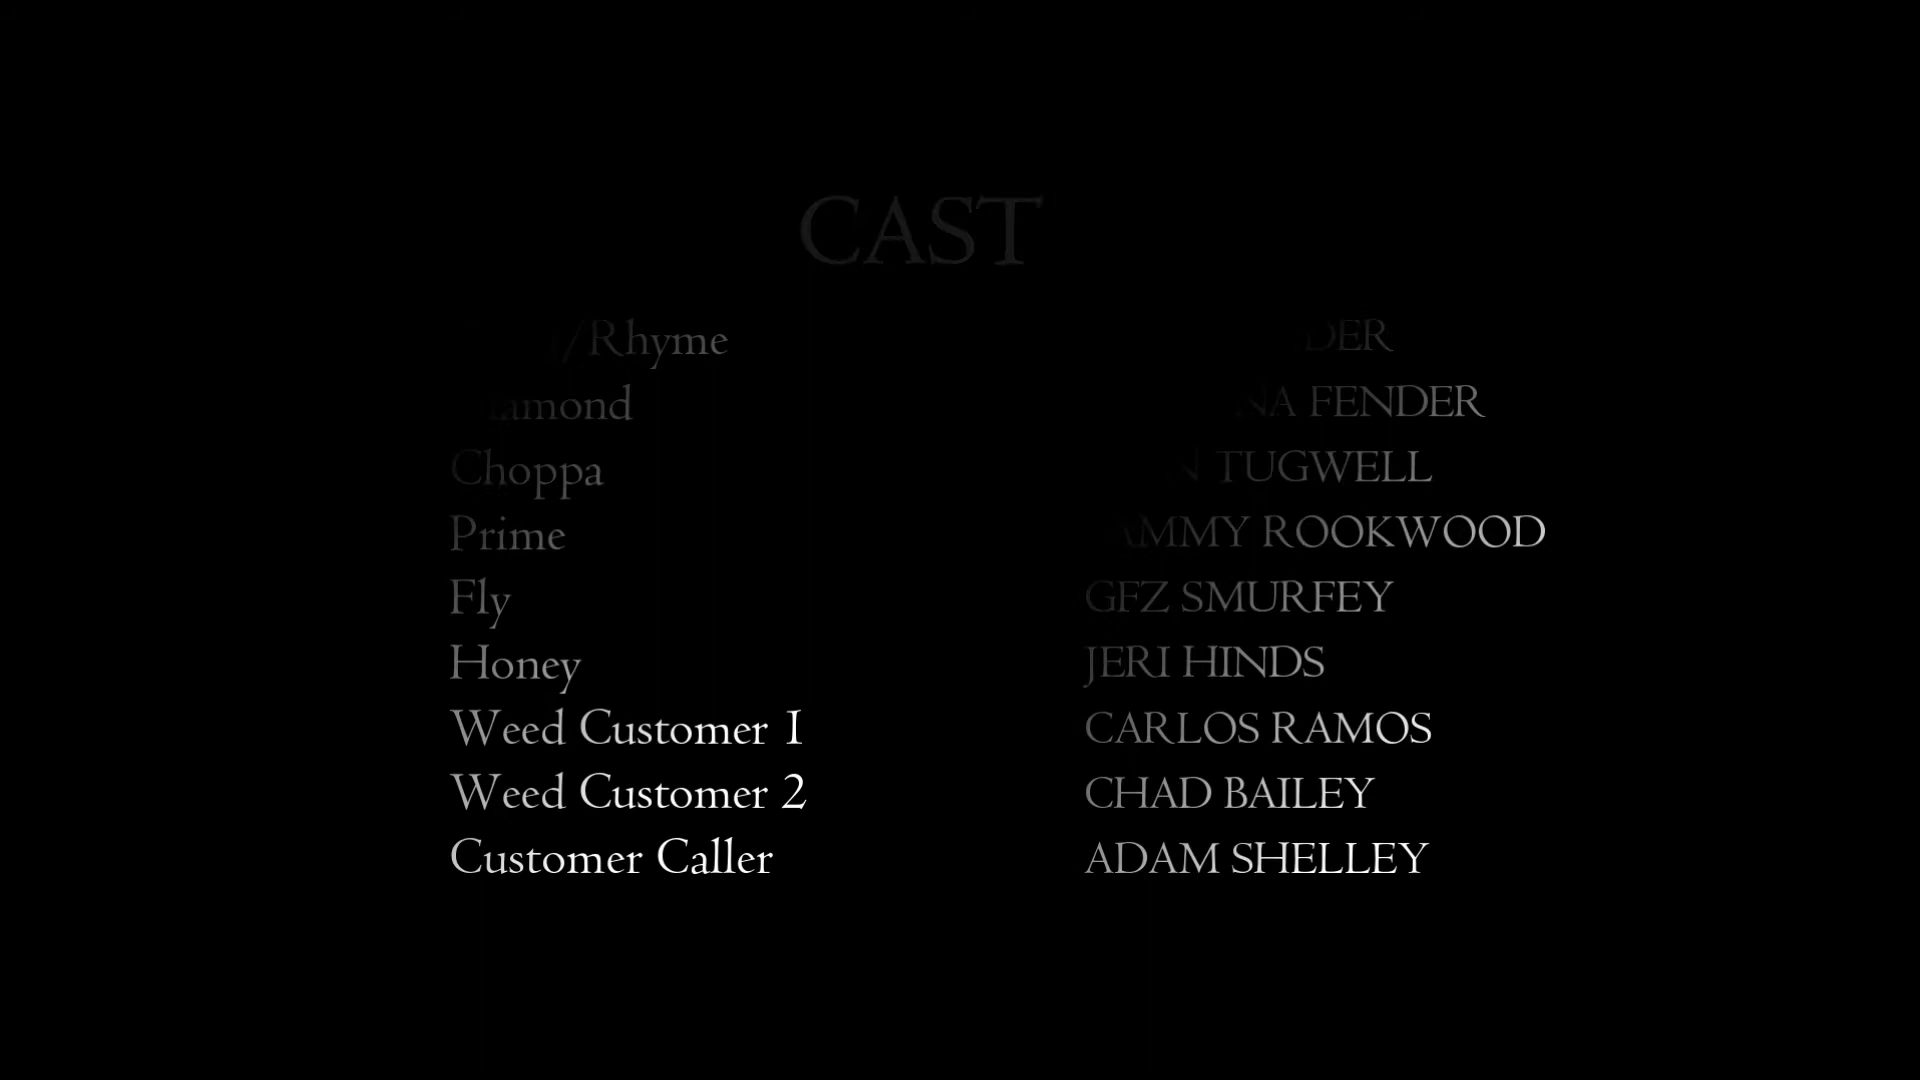 CAST
Rhyme
FENDER
Choppa TUGWELL
Prime ROOKWOOD
Fly GFZ SMURFEY
Honey JERI HINDS
Weed Customer 1 CARLOS RAMOS
Weed Customer 2 CHAD BAILEY
Customer Caller ADAM SHELLEY